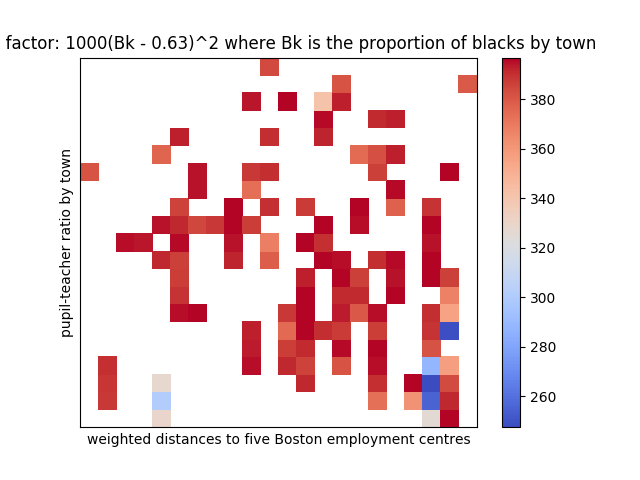 factor: 1000(Bk - 0.63)^2 where Bk is the proportion of blacks by town
pupil-teacher ratio by town
weighted distances to five Boston employment centres
380
360
340
320
300
280
260